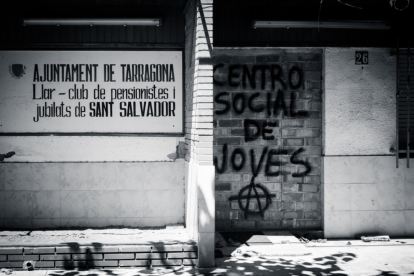 AJUNTAMENT DE TARRAGONA
Llar - club de pensionistes i
jubilats de SANT SALVADOR
CENTRO
SOCIAL
DE
JOVES
A
26